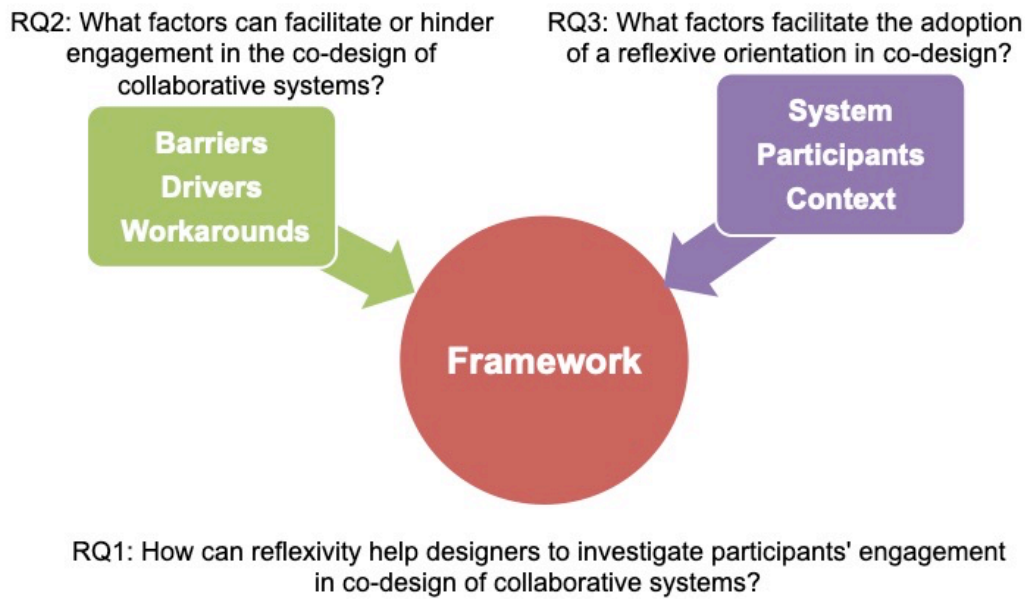 RQ2: What factors can facilitate or hinder
engagement in the co-design of
collaborative systems?
RQ3: What factors facilitate the adoption
of a reflexive orientation in co-design?
Barriers
Drivers
Workarounds
System
Participants
Context
Framework
RQ1: How can reflexivity help designers to investigate participants' engagement
in co-design of collaborative systems?